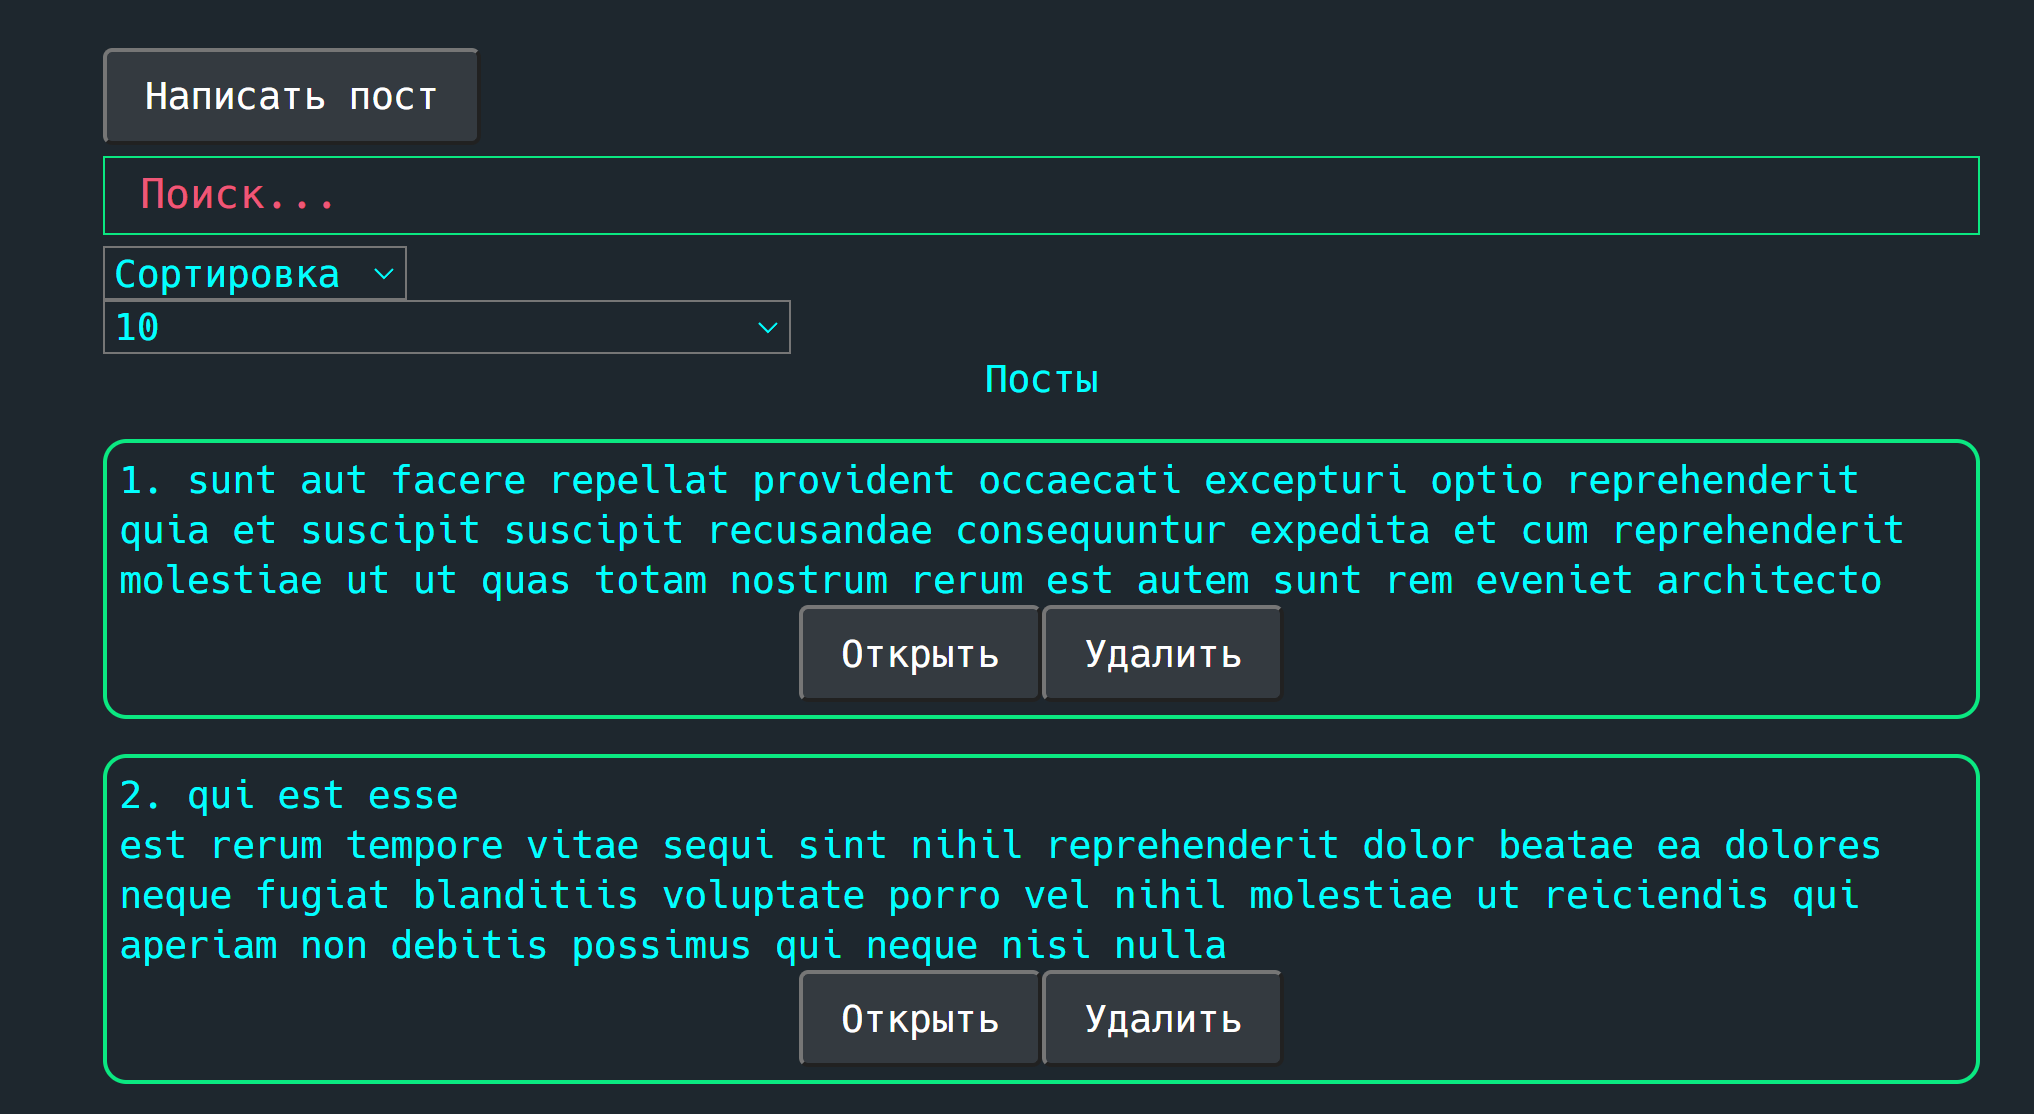 Написать пост
Поиск...
Сортировка
10
Посты
1. sunt aut facere repellat provident occaecati excepturi optio reprehenderit
quia et suscipit suscipit recusandae consequuntur expedita et cum reprehenderit
molestiae ut ut quas totam nostrum rerum est autem sunt rem eveniet architecto
Открыть Удалить
2. qui est esse
est rerum tempore vitae sequi sint nihil reprehenderit dolor beatae ea dolores
neque fugiat blanditiis voluptate porro vel nihil molestiae ut reiciendis qui
aperiam non debitis possimus qui neque nisi nulla
Открыть Удалить